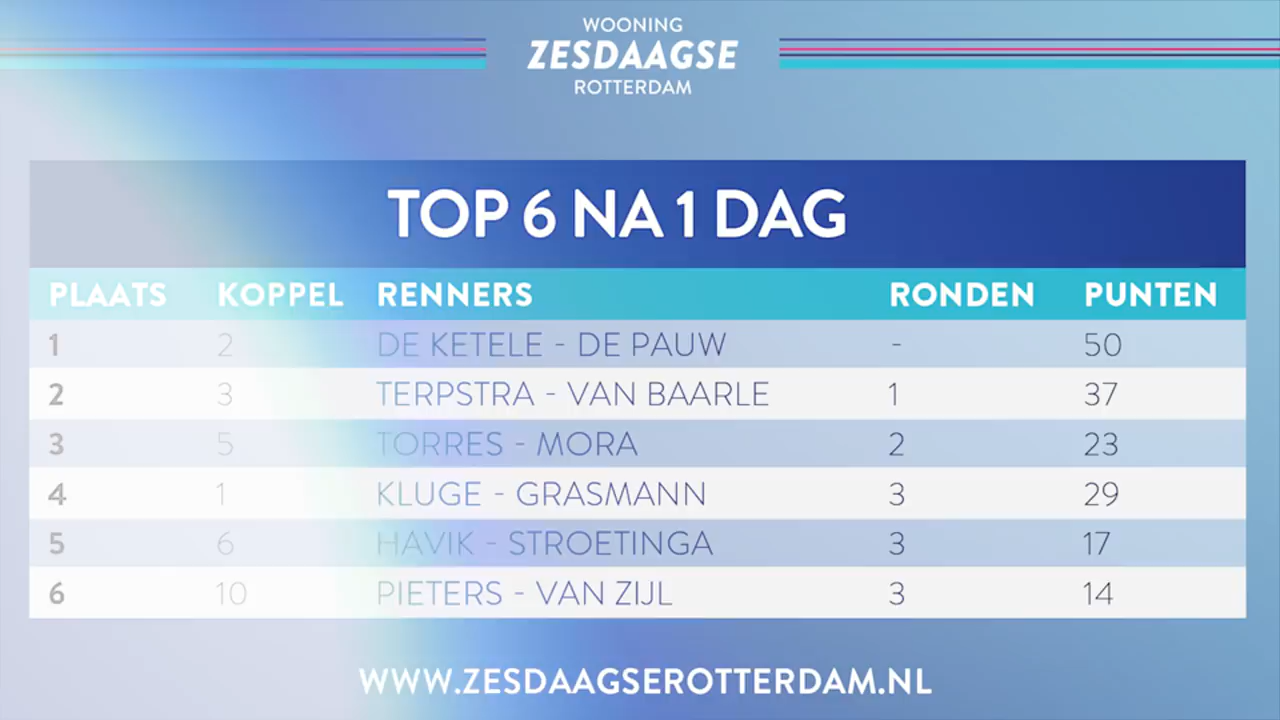 WOONING
ZESDAAGSE
ROTTERDAM
TOP 6 NA 1 DAG
PLAATS KOPPEL RENNERS RONDEN PUNTEN
1 2 DE KETELE - DE PAUW - 50
2 3 TERPSTRA - VAN BAARLE 1 37
3 5 TORRES - MORA 2 23
4 1 KLUGE - GRASMANN 3 29
5 6 HAVIK - STROETINGA 3 17
6 10 PIETERS - VAN ZIJL 3 14
WWW.ZESDAAGSEROTTERDAM.NL